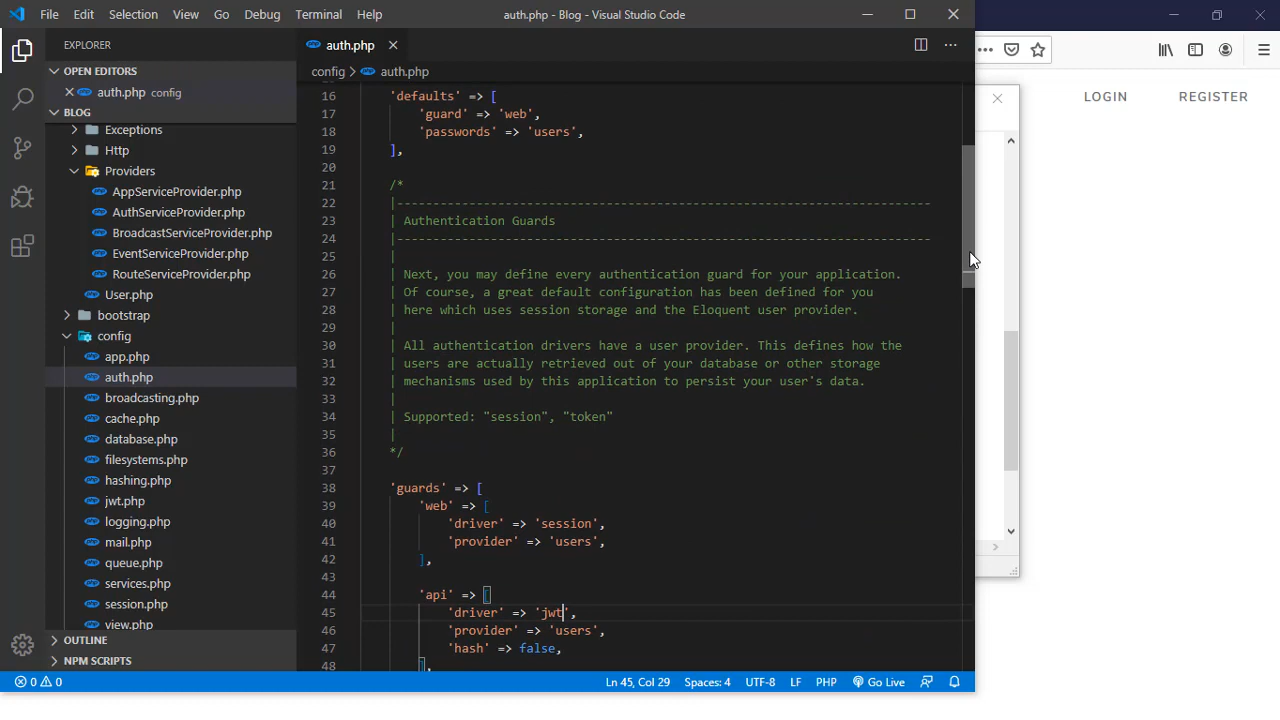 File Edit Selection View Go Debug Terminal Help
auth.php - Blog - Visual Studio Code
EXPLORER
OPEN EDITORS
auth.php config
BLOG
Exceptions
Http
Providers
AppServiceProvider.php
AuthServiceProvider.php
BroadcastServiceProvider.php
EventServiceProvider.php
RouteServiceProvider.php
User.php
bootstrap
config
app.php
auth.php
broadcasting.php
cache.php
database.php
filesystems.php
hashing.php
jwt.php
logging.php
mail.php
queue.php
services.php
session.php
view.php
OUTLINE
NPM SCRIPTS
auth.php
config > auth.php
16 'defaults' => [
17 'guard' => 'web',
18 'passwords' => 'users',
19 ],
20
21 /*
22 |--------------------------------------------------------------------------
23 | Authentication Guards
24 |--------------------------------------------------------------------------
25 |
26 | Next, you may define every authentication guard for your application.
27 | Of course, a great default configuration has been defined for you
28 | here which uses session storage and the Eloquent user provider.
29 |
30 | All authentication drivers have a user provider. This defines how the
31 | users are actually retrieved out of your database or other storage
32 | mechanisms used by this application to persist your user's data.
33 |
34 | Supported: "session", "token"
35 |
36 */
37
38 'guards' => [
39 'web' => [
40 'driver' => 'session',
41 'provider' => 'users',
42 ],
43
44 'api' => [
45 'driver' => 'jwt',
46 'provider' => 'users',
47 'hash' => false,
48 ],
0 0 Ln 45, Col 29 Spaces: 4 UTF-8 LF PHP Go Live
LOGIN REGISTER